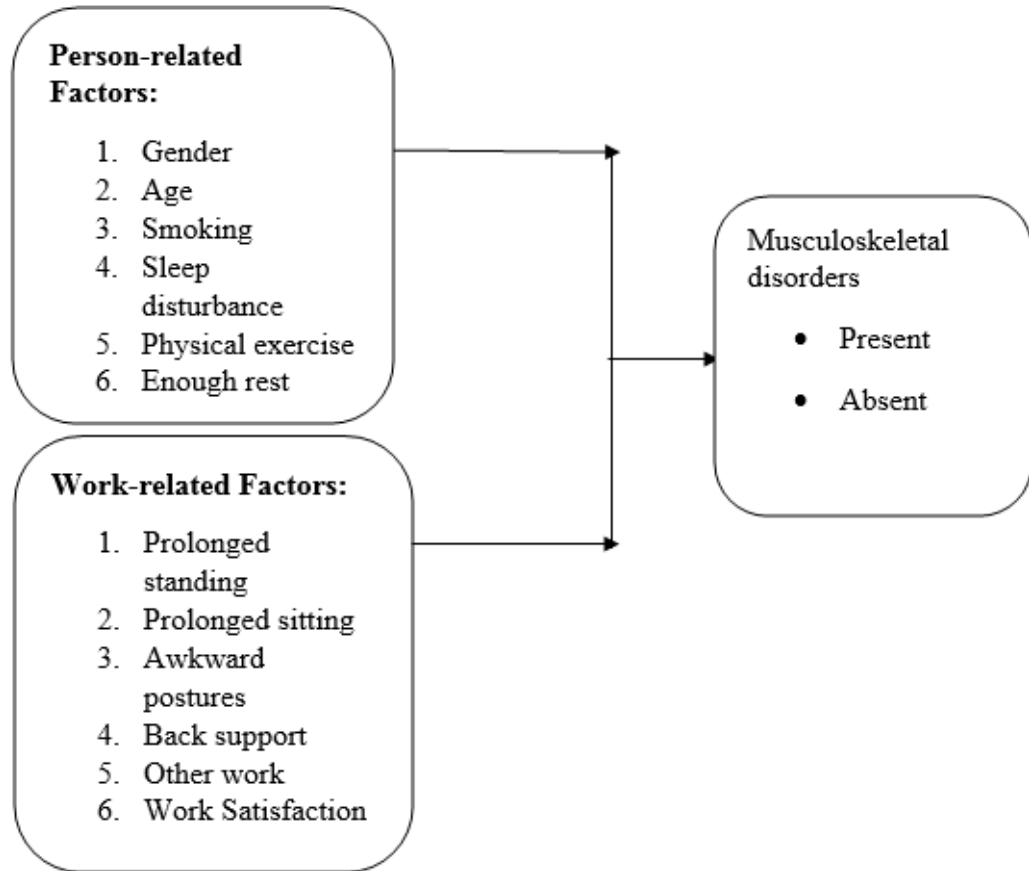 Person-related
Factors:
1. Gender
2. Age
3. Smoking
4. Sleep
disturbance
5. Physical exercise
6. Enough rest
Work-related Factors:
1. Prolonged
standing
2. Prolonged sitting
3. Awkward
postures
4. Back support
5. Other work
6. Work Satisfaction
Musculoskeletal
disorders
• Present
• Absent